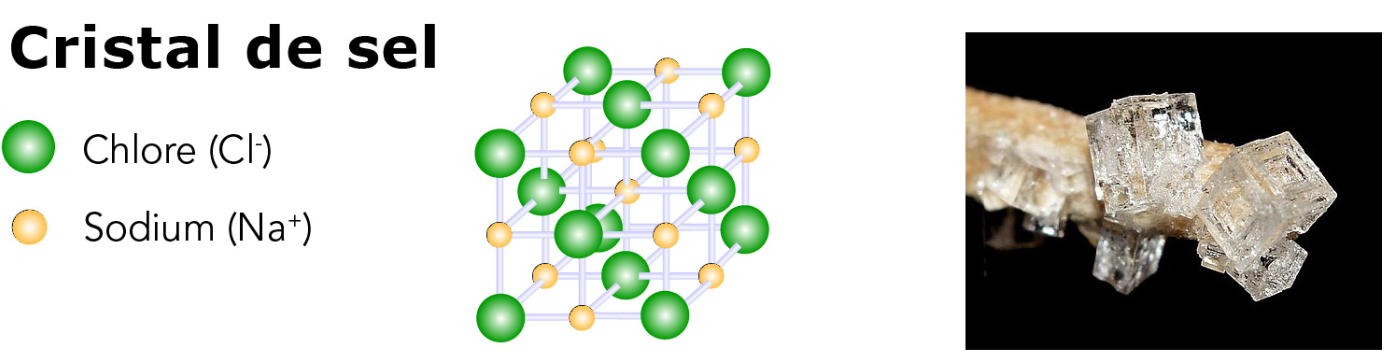 Cristal de sel
Chlore (Cl⁻)
Sodium (Na⁺)